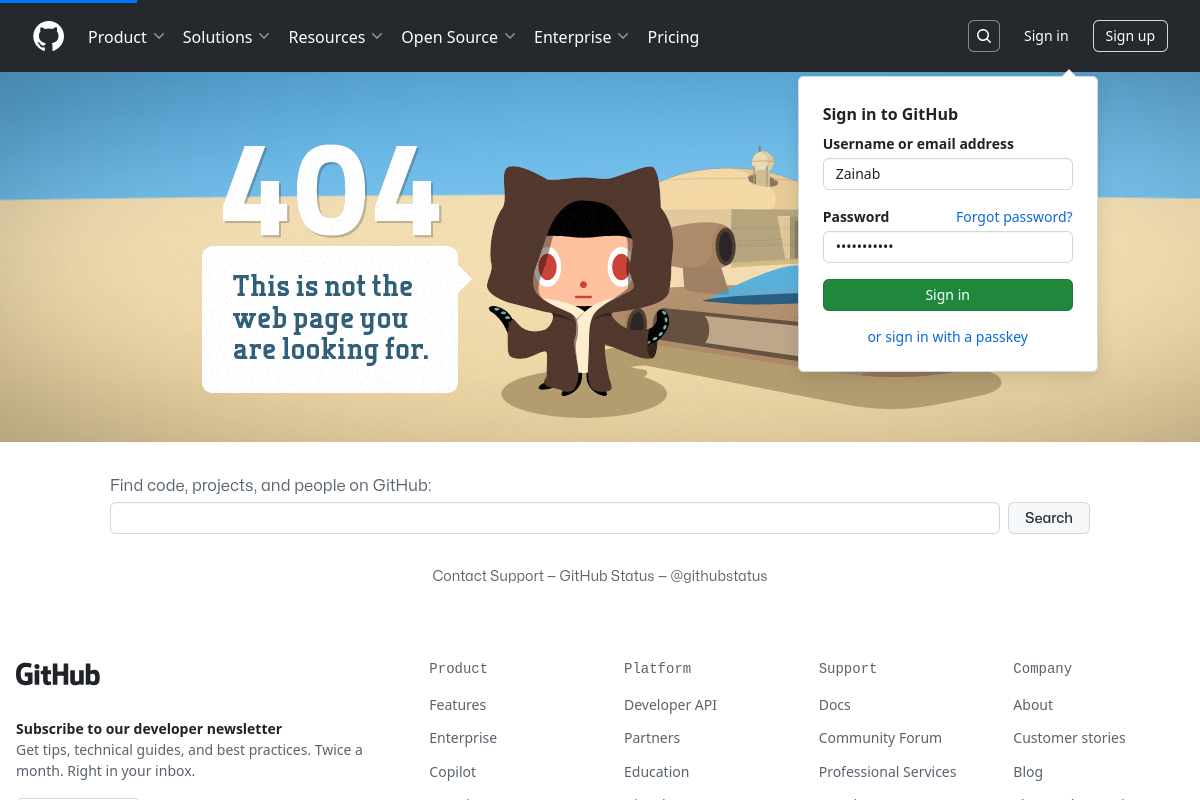 Product Solutions Resources Open Source Enterprise Pricing Sign in Sign up
404
This is not the
web page you
are looking for.
Sign in to GitHub
Username or email address
Zainab
Password Forgot password?
•••••••••••
Sign in
or sign in with a passkey
Find code, projects, and people on GitHub:
Search
Contact Support — GitHub Status — @githubstatus
GitHub
Subscribe to our developer newsletter
Get tips, technical guides, and best practices. Twice a
month. Right in your inbox.
Product
Features
Enterprise
Copilot
Platform
Developer API
Partners
Education
Support
Docs
Community Forum
Professional Services
Company
About
Customer stories
Blog